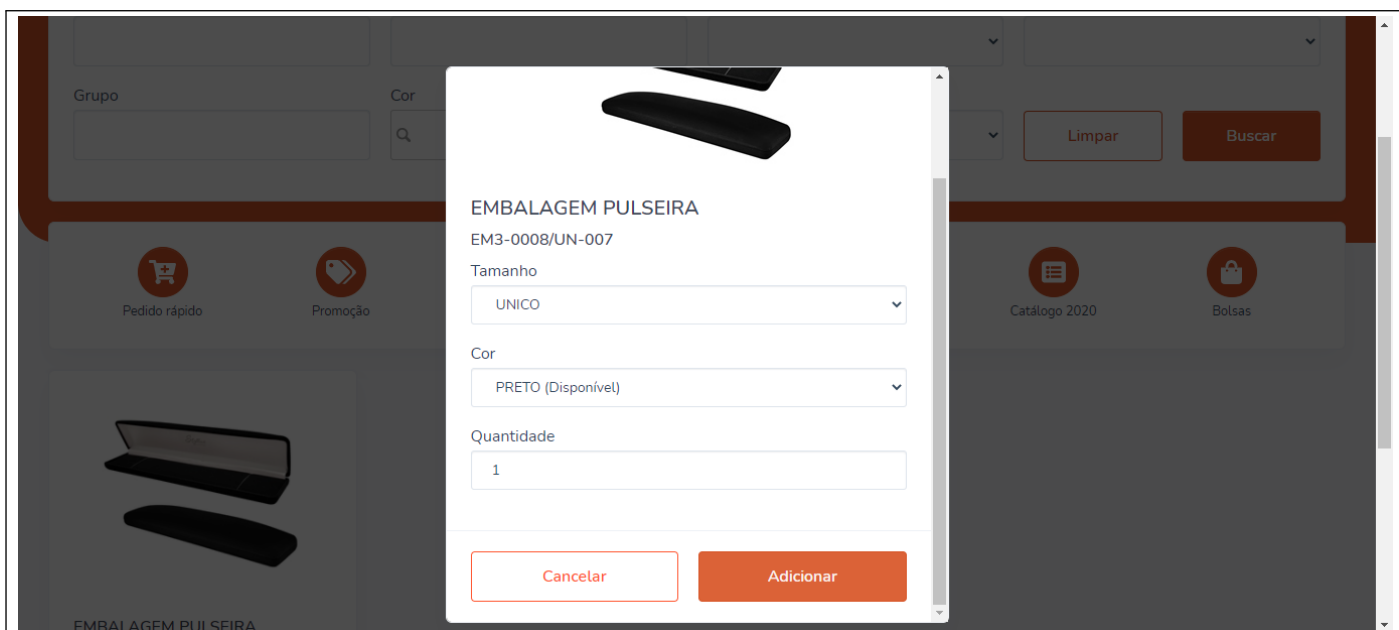 Grupo
Cor
Limpar
Buscar
EMBALAGEM PULSEIRA
EM3-0008/UN-007
Tamanho
UNICO
Cor
PRETO (Disponível)
Quantidade
1
Cancelar
Adicionar
Pedido rápido
Promoção
Catálogo 2020
Bolsas
EMBALAGEM PULSEIRA